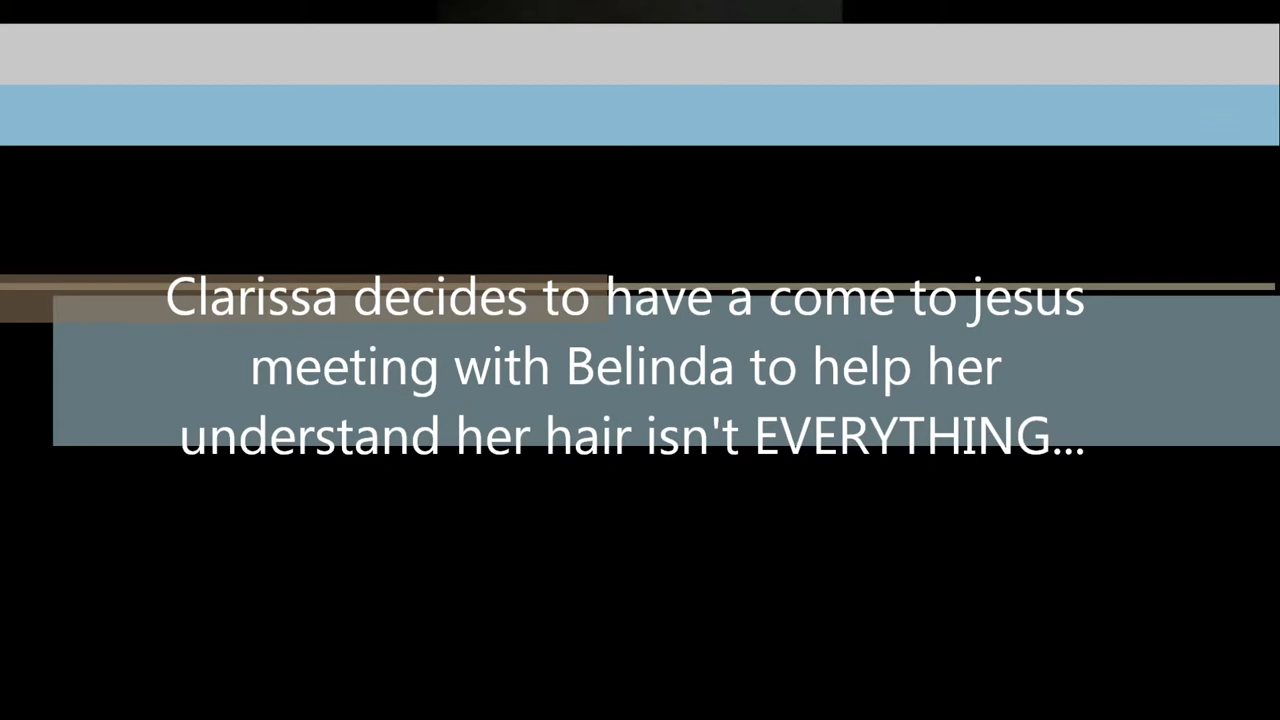 Clarissa decides to have a come to jesus
meeting with Belinda to help her
understand her hair isn't EVERYTHING...